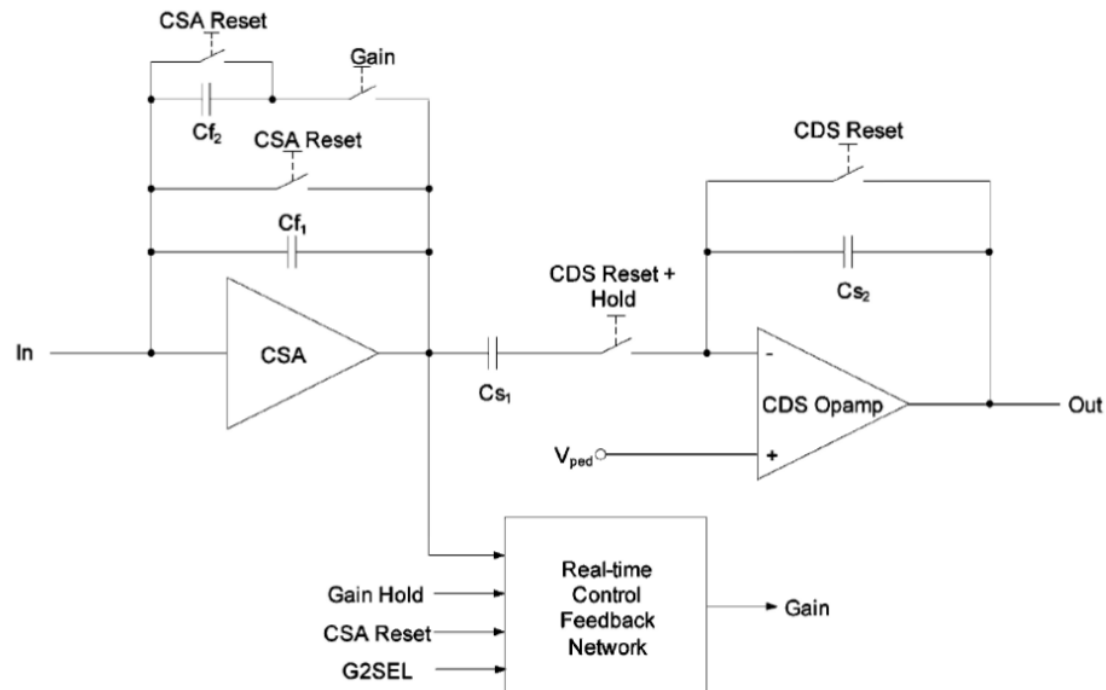 CSA Reset
Gain
Cf₂
CSA Reset
Cf₁
CDS Reset
CDS Reset +
Hold
Cs₂
In
CSA
Cs₁
-
CDS Opamp
Out
Vped
+
Real-time
Control
Feedback
Network
Gain Hold
CSA Reset
G2SEL
Gain